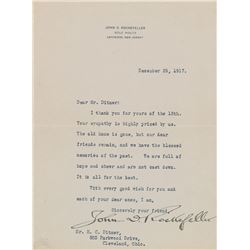 JOHN D. ROCKEFELLER
GOLF HOUSE
LAKEWOOD, NEW JERSEY
December 25, 1917.
Dear Mr. Ditmer:
I thank you for yours of the 18th.
Your sympathy is highly prized by us.
The old home is gone, but our dear
friends remain, and we have the blessed
memories of the past. We are full of
hope and cheer and are not cast down.
It is all for the best.
With every good wish for you and
each of your dear ones, I am,
Sincerely your friend,
John D. Rockefeller
Mr. E. C. Ditmer,
Parkwood Drive,
Cleveland, Ohio.